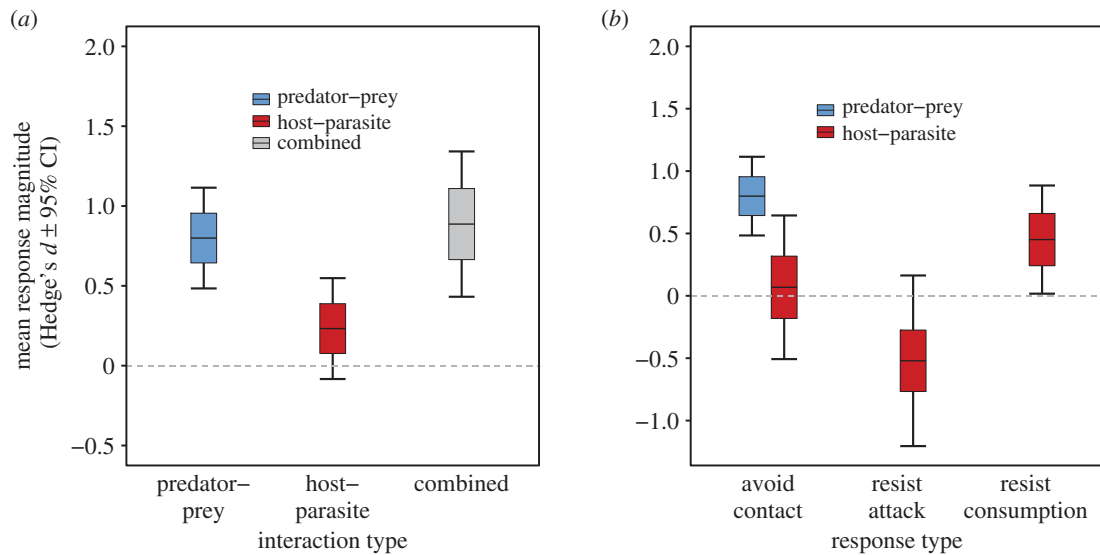 (a)
mean response magnitude
(Hedge's d ± 95% CI)
2.0
1.5
1.0
0.5
0
−0.5
predator–prey
host–parasite
combined
predator–
prey
host–
parasite
combined
interaction type
(b)
2.0
1.5
1.0
0.5
0
−0.5
−1.0
predator–prey
host–parasite
avoid
contact
resist
attack
resist
consumption
response type